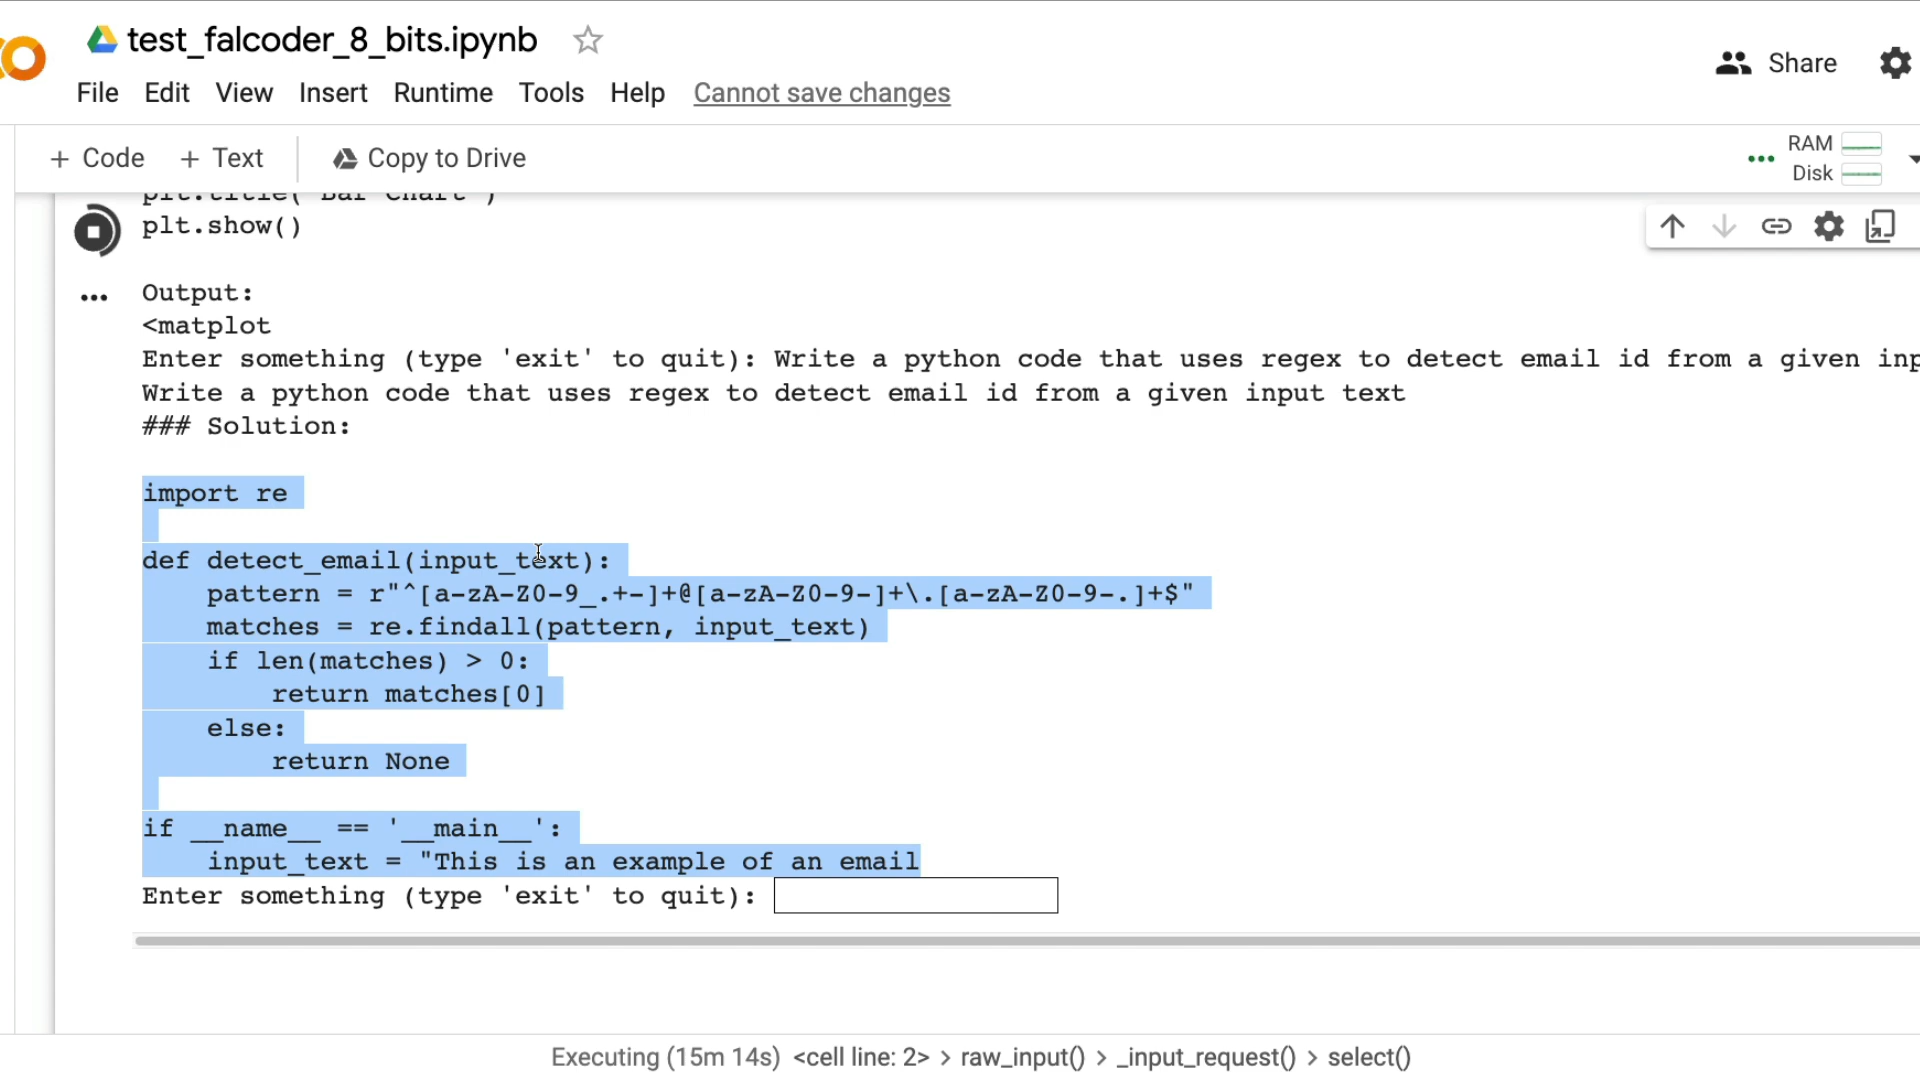 test_falcoder_8_bits.ipynb
File Edit View Insert Runtime Tools Help Cannot save changes
Share
+ Code + Text Copy to Drive
RAM
Disk
plt.title("Bar Chart")
plt.show()
Output:
<matplot
Enter something (type 'exit' to quit): Write a python code that uses regex to detect email id from a given inp
Write a python code that uses regex to detect email id from a given input text
### Solution:
import re
def detect_email(input_text):
    pattern = r"^[a-zA-Z0-9_.+-]+@[a-zA-Z0-9-]+\.[a-zA-Z0-9-.]+$"
    matches = re.findall(pattern, input_text)
    if len(matches) > 0:
        return matches[0]
    else:
        return None
if __name__ == '__main__':
    input_text = "This is an example of an email
Enter something (type 'exit' to quit):
Executing (15m 14s) <cell line: 2> > raw_input() > _input_request() > select()